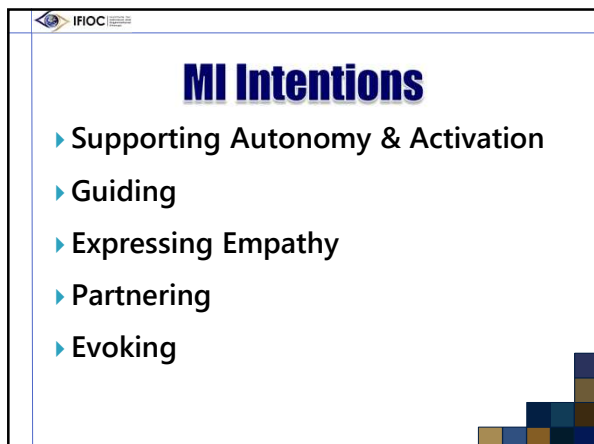 IFIOC
MI Intentions
Supporting Autonomy & Activation
Guiding
Expressing Empathy
Partnering
Evoking